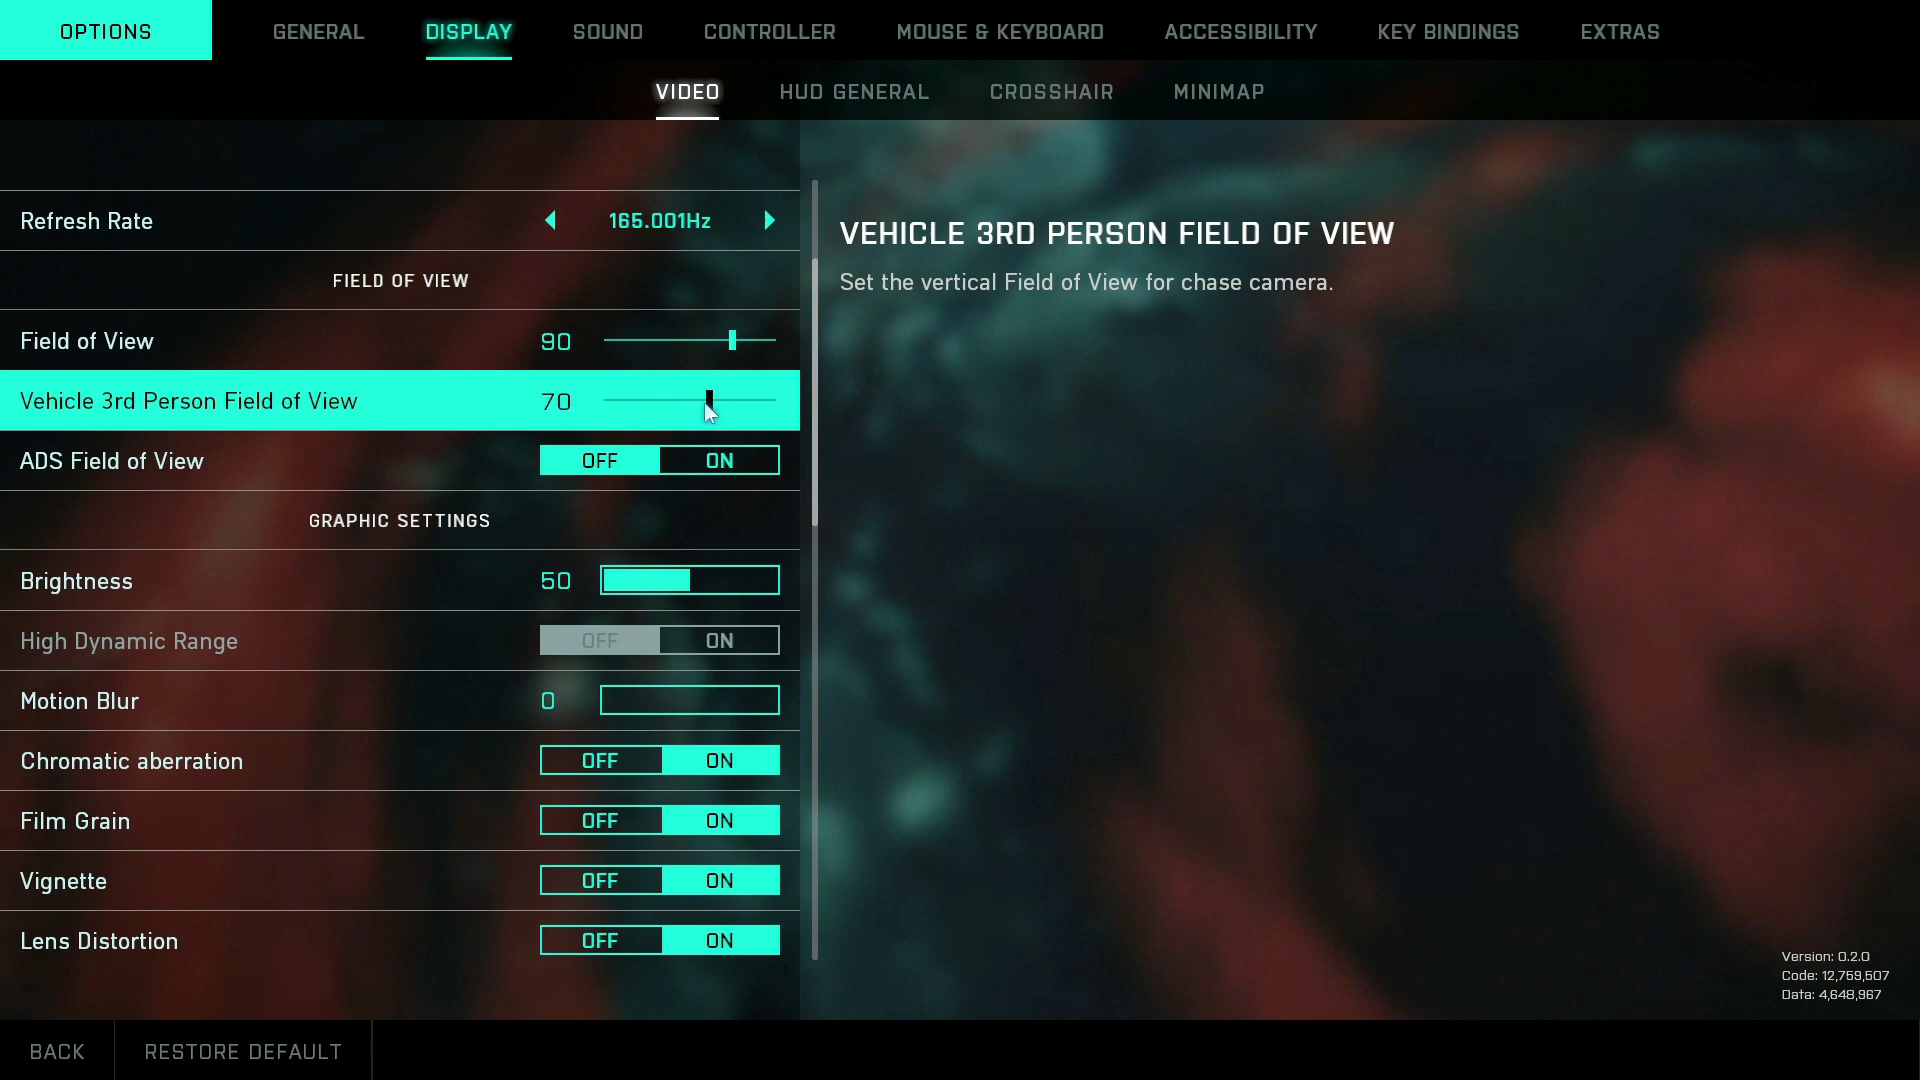 OPTIONS GENERAL DISPLAY SOUND CONTROLLER MOUSE & KEYBOARD ACCESSIBILITY KEY BINDINGS EXTRAS
VIDEO HUD GENERAL CROSSHAIR MINIMAP
Refresh Rate 165.001Hz
FIELD OF VIEW
Field of View 90
Vehicle 3rd Person Field of View 70
ADS Field of View OFF ON
GRAPHIC SETTINGS
Brightness 50
High Dynamic Range OFF ON
Motion Blur 0
Chromatic aberration OFF ON
Film Grain OFF ON
Vignette OFF ON
Lens Distortion OFF ON
VEHICLE 3RD PERSON FIELD OF VIEW
Set the vertical Field of View for chase camera.
Version: 0.2.0
Code: 12,759,507
Data: 4,648,967
BACK RESTORE DEFAULT